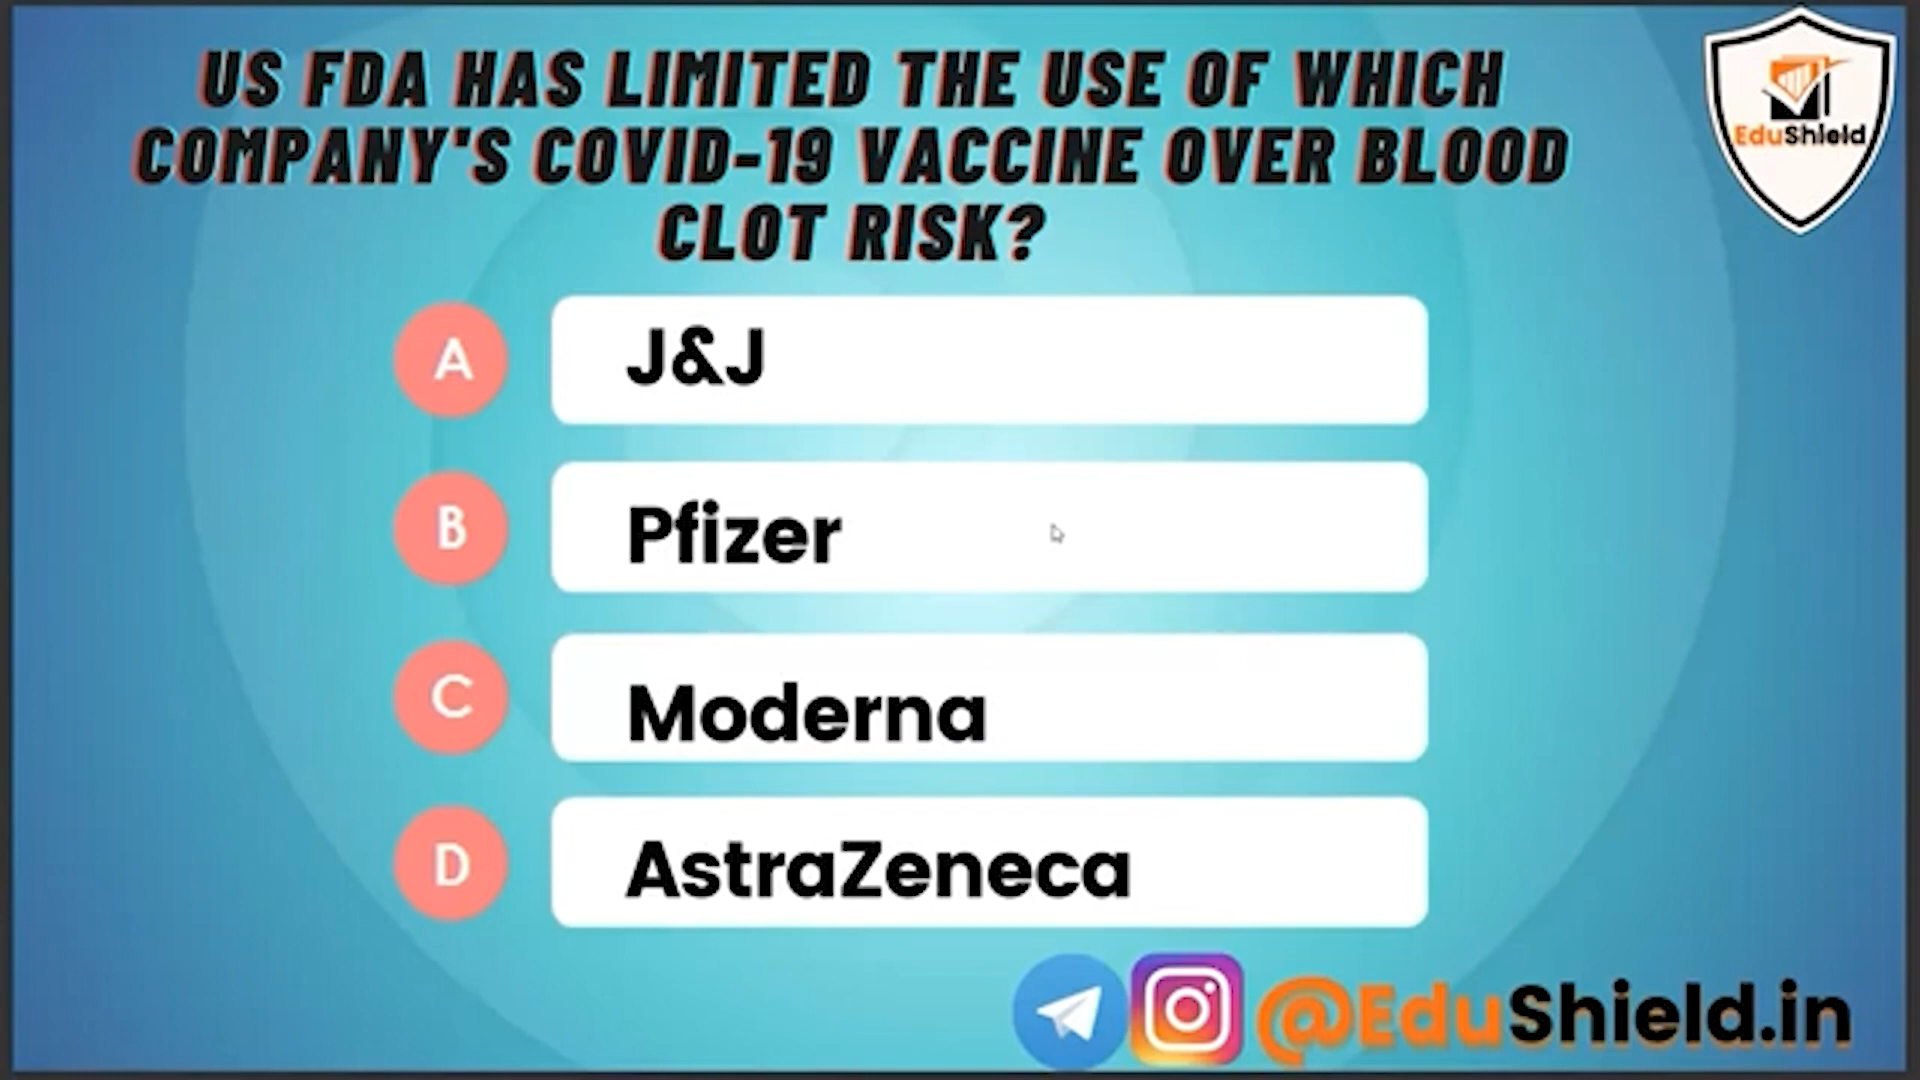 US FDA HAS LIMITED THE USE OF WHICH
COMPANY'S COVID-19 VACCINE OVER BLOOD
CLOT RISK?
EduShield
A J&J
B Pfizer
C Moderna
D AstraZeneca
@EduShield.in